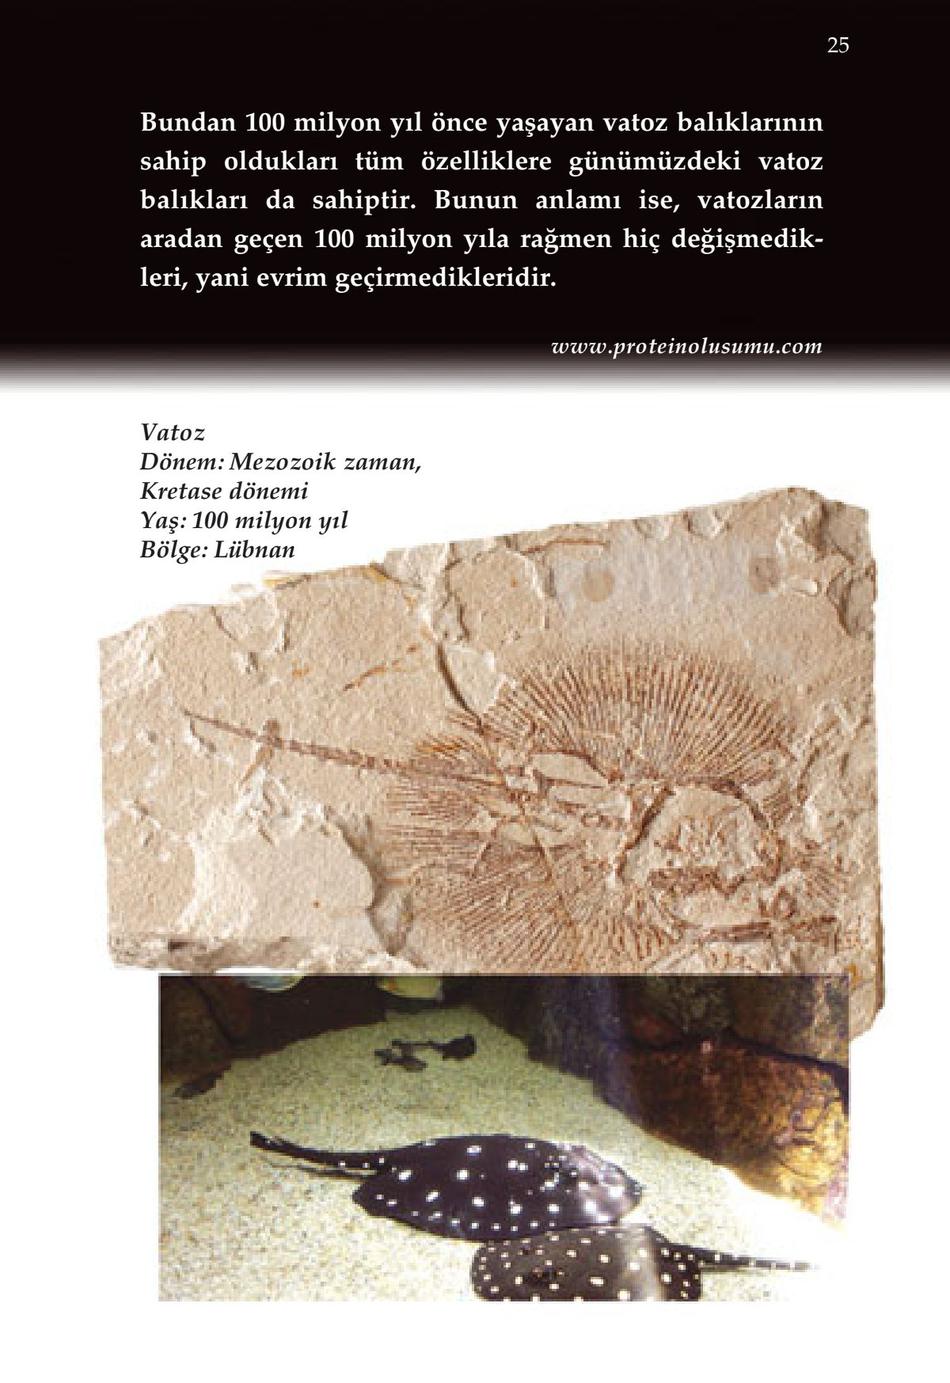 25
Bundan 100 milyon yıl önce yaşayan vatoz balıklarının
sahip oldukları tüm özelliklere günümüzdeki vatoz
balıkları da sahiptir. Bunun anlamı ise, vatozların
aradan geçen 100 milyon yıla rağmen hiç değişmedik-
leri, yani evrim geçirmedikleridir.
www.proteinolusumu.com
Vatoz
Dönem: Mezozoik zaman,
Kretase dönemi
Yaş: 100 milyon yıl
Bölge: Lübnan